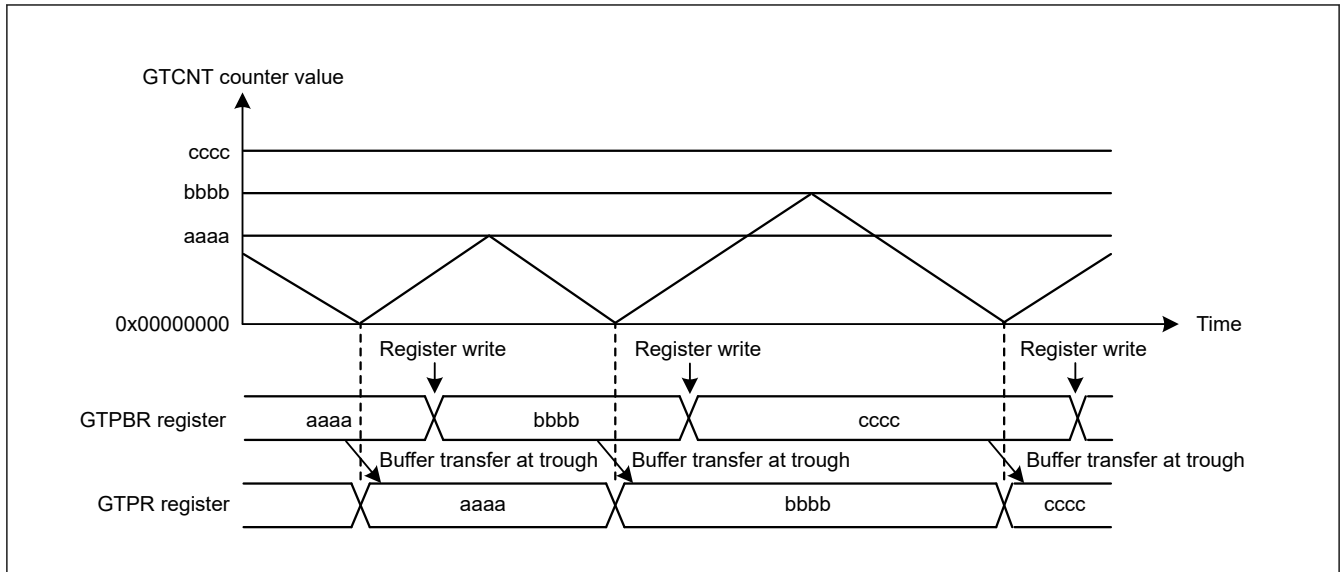 GTCNT counter value
cccc
bbbb
aaaa
0x00000000
Time
Register write Register write Register write
GTPBR register aaaa bbbb cccc
Buffer transfer at trough Buffer transfer at trough Buffer transfer at trough
GTPR register aaaa bbbb cccc